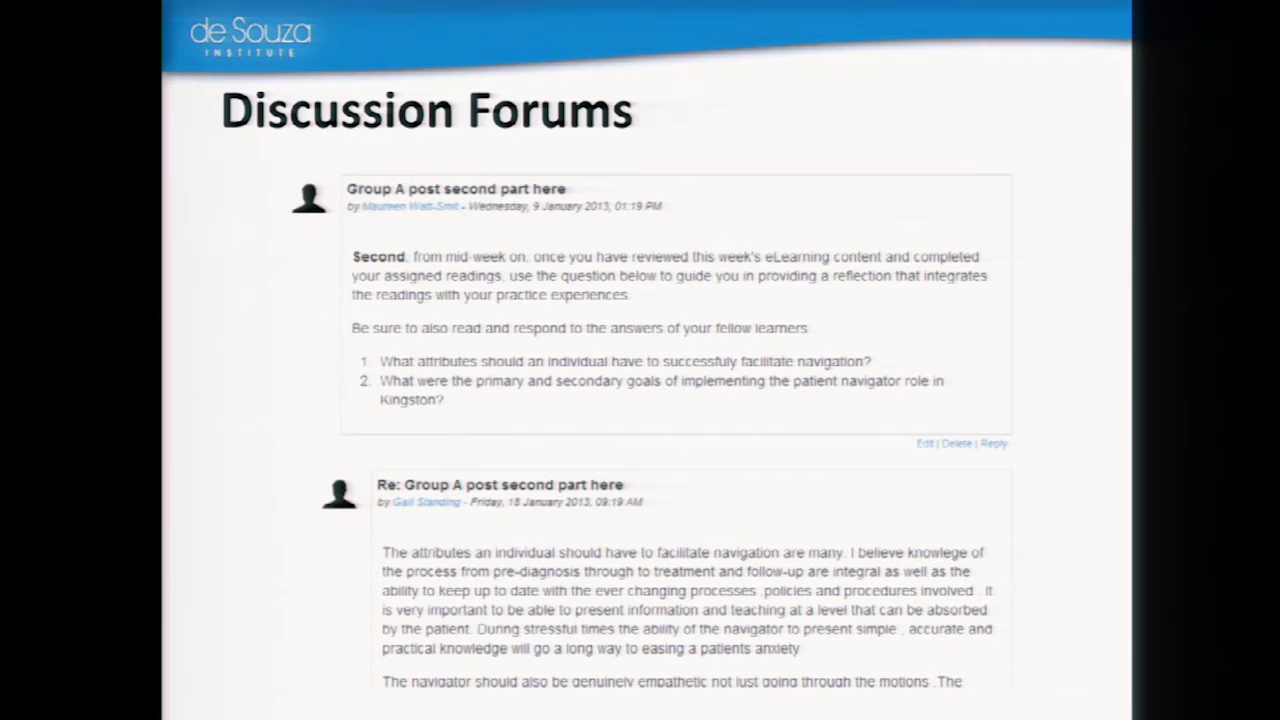 de Souza
INSTITUTE
Discussion Forums
Group A post second part here
by Maureen Watt-Smit - Wednesday, 9 January 2013, 01:19 PM
Second, from mid-week on, once you have reviewed this week's eLearning content and completed
your assigned readings, use the question below to guide you in providing a reflection that integrates
the readings with your practice experiences.
Be sure to also read and respond to the answers of your fellow learners
1. What attributes should an individual have to successfuly facilitate navigation?
2. What were the primary and secondary goals of implementing the patient navigator role in
Kingston?
Edit | Delete | Reply
Re: Group A post second part here
by Gail Standing - Friday, 18 January 2013, 09:19 AM
The attributes an individual should have to facilitate navigation are many. I believe knowlege of
the process from pre-diagnosis through to treatment and follow-up are integral as well as the
ability to keep up to date with the ever changing processes ,policies and procedures involved . It
is very important to be able to present information and teaching at a level that can be absorbed
by the patient. During stressful times the ability of the navigator to present simple , accurate and
practical knowledge will go a long way to easing a patients anxiety
The navigator should also be genuinely empathetic not just going through the motions .The